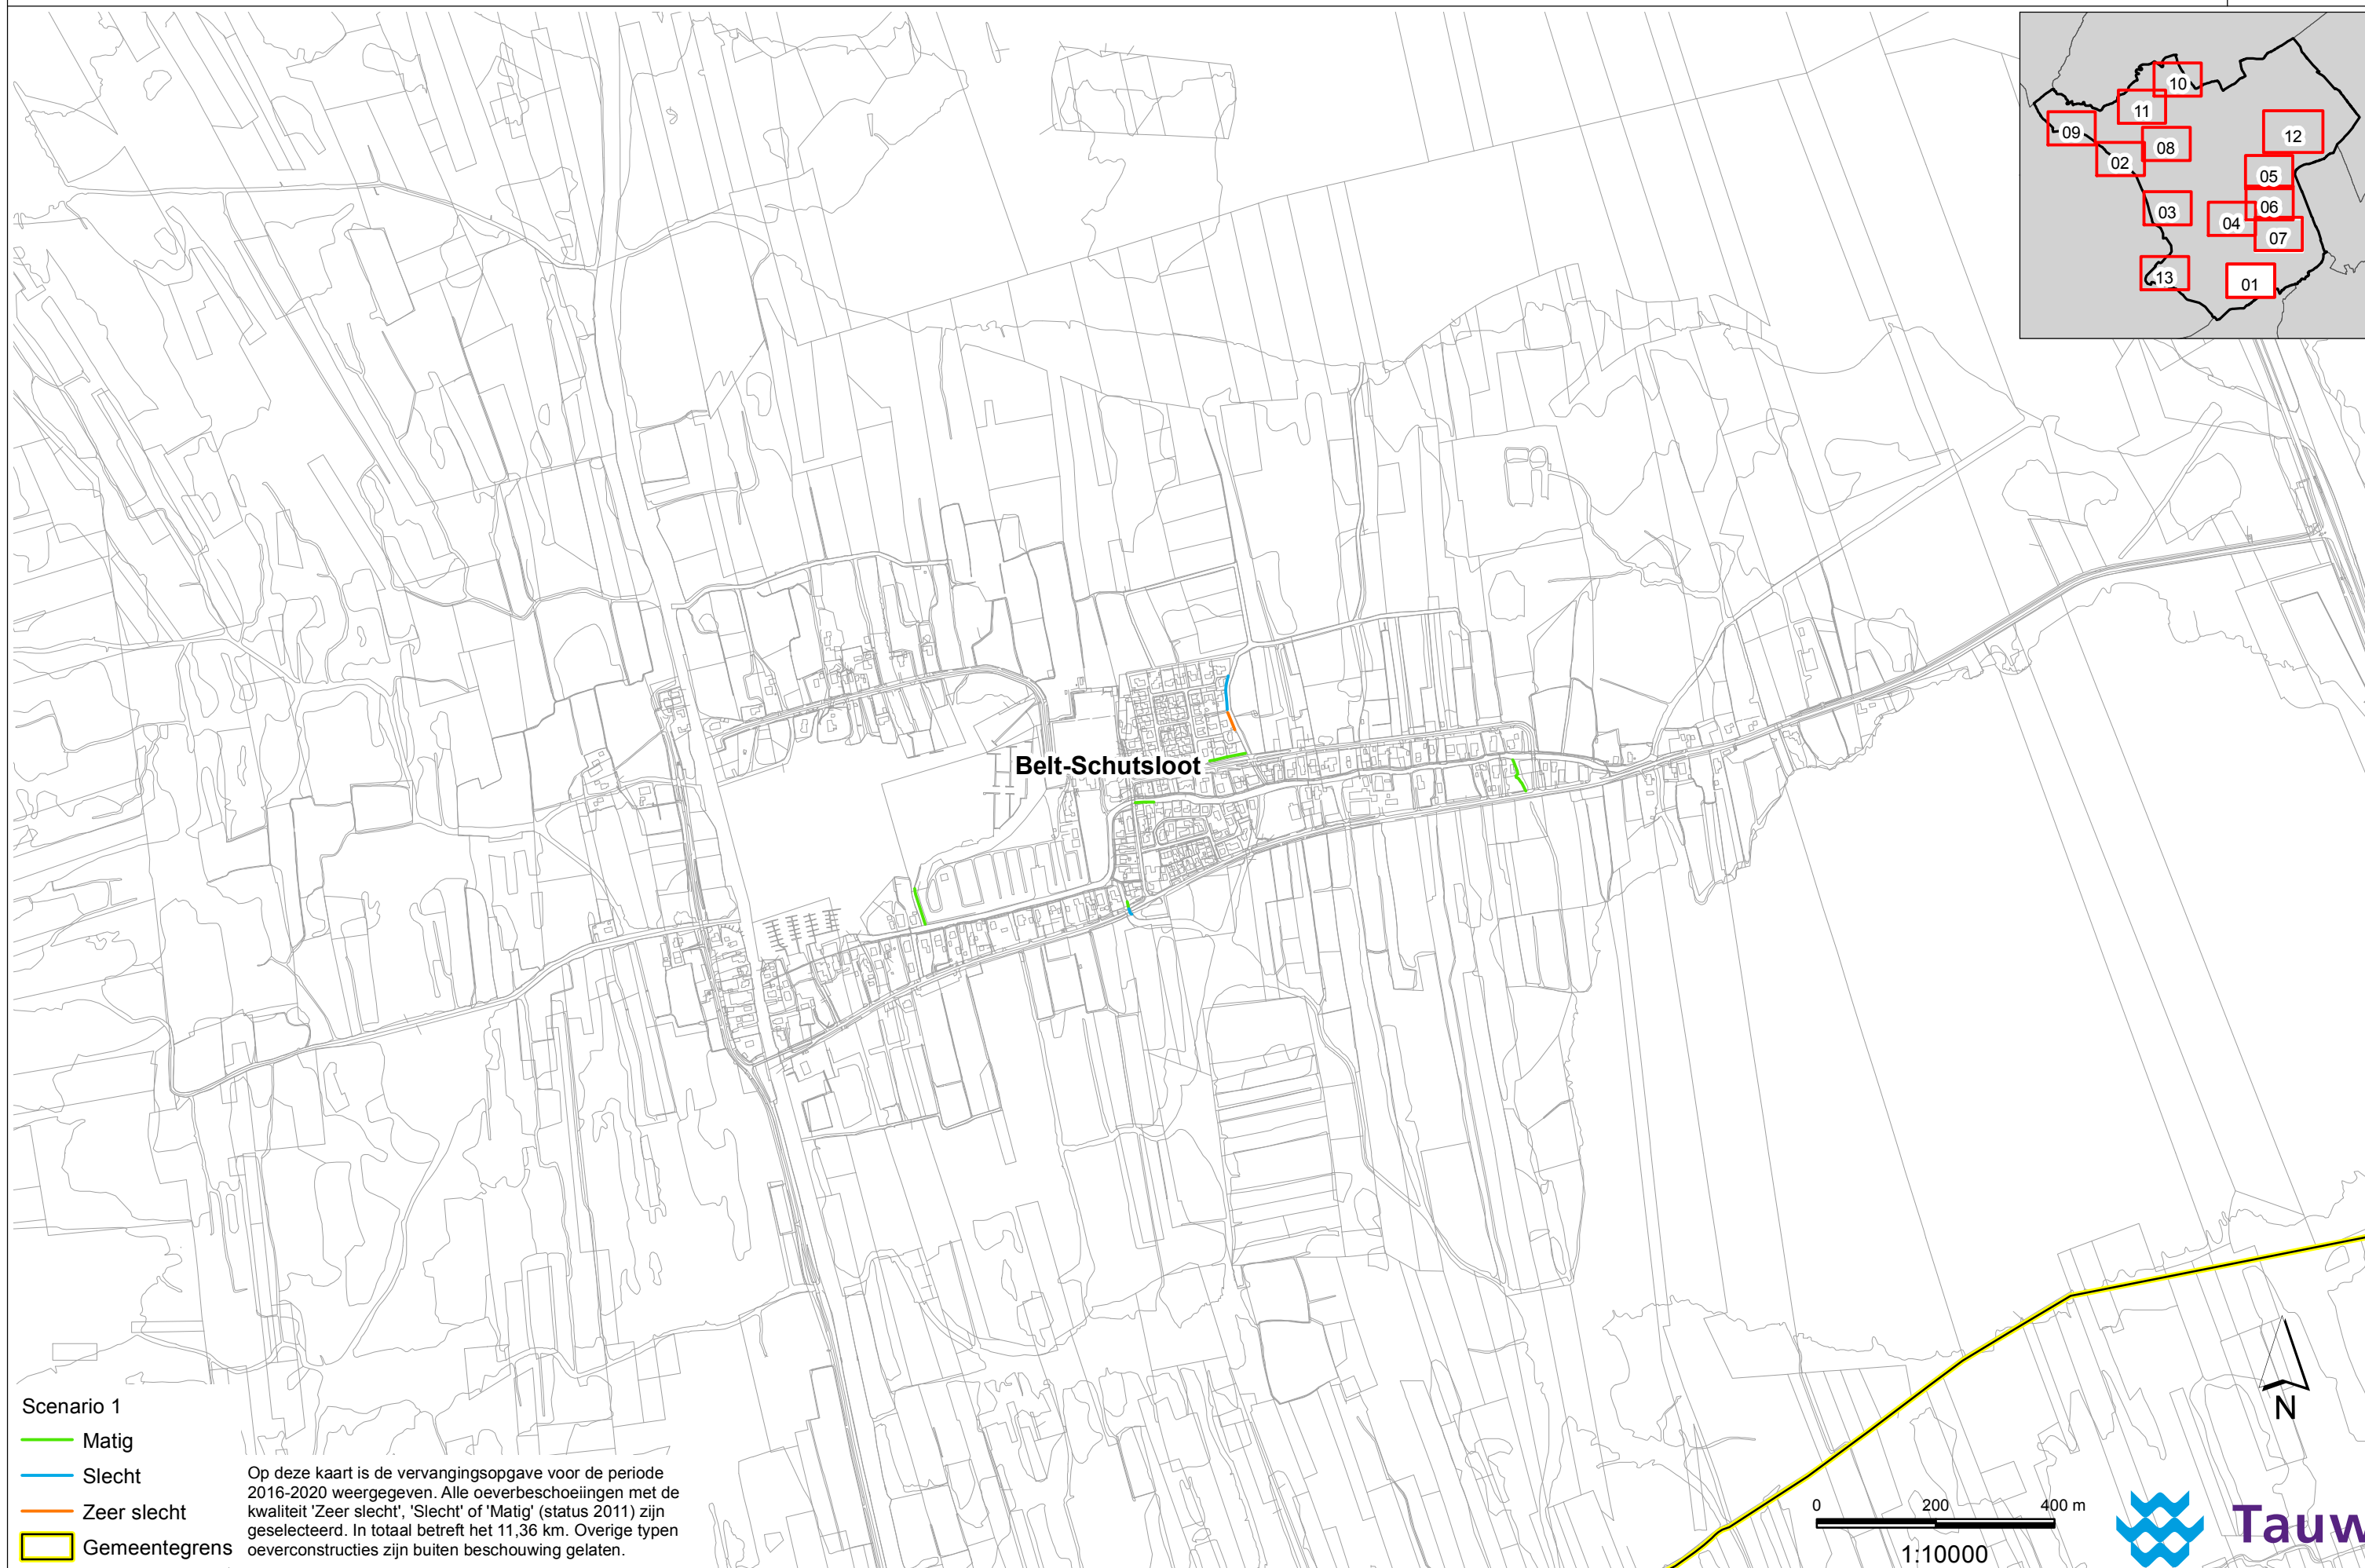 10
11
09
12
08
02
05
06
03
04
07
13
01
Belt-Schutsloot
Scenario 1
Matig
Slecht
Zeer slecht
Gemeentegrens
Op deze kaart is de vervangingsopgave voor de periode
2016-2020 weergegeven. Alle oeverbeschoeiingen met de
kwaliteit 'Zeer slecht', 'Slecht' of 'Matig' (status 2011) zijn
geselecteerd. In totaal betreft het 11,36 km. Overige typen
oeverconstructies zijn buiten beschouwing gelaten.
N
0 200 400 m
1:10000
Tauw